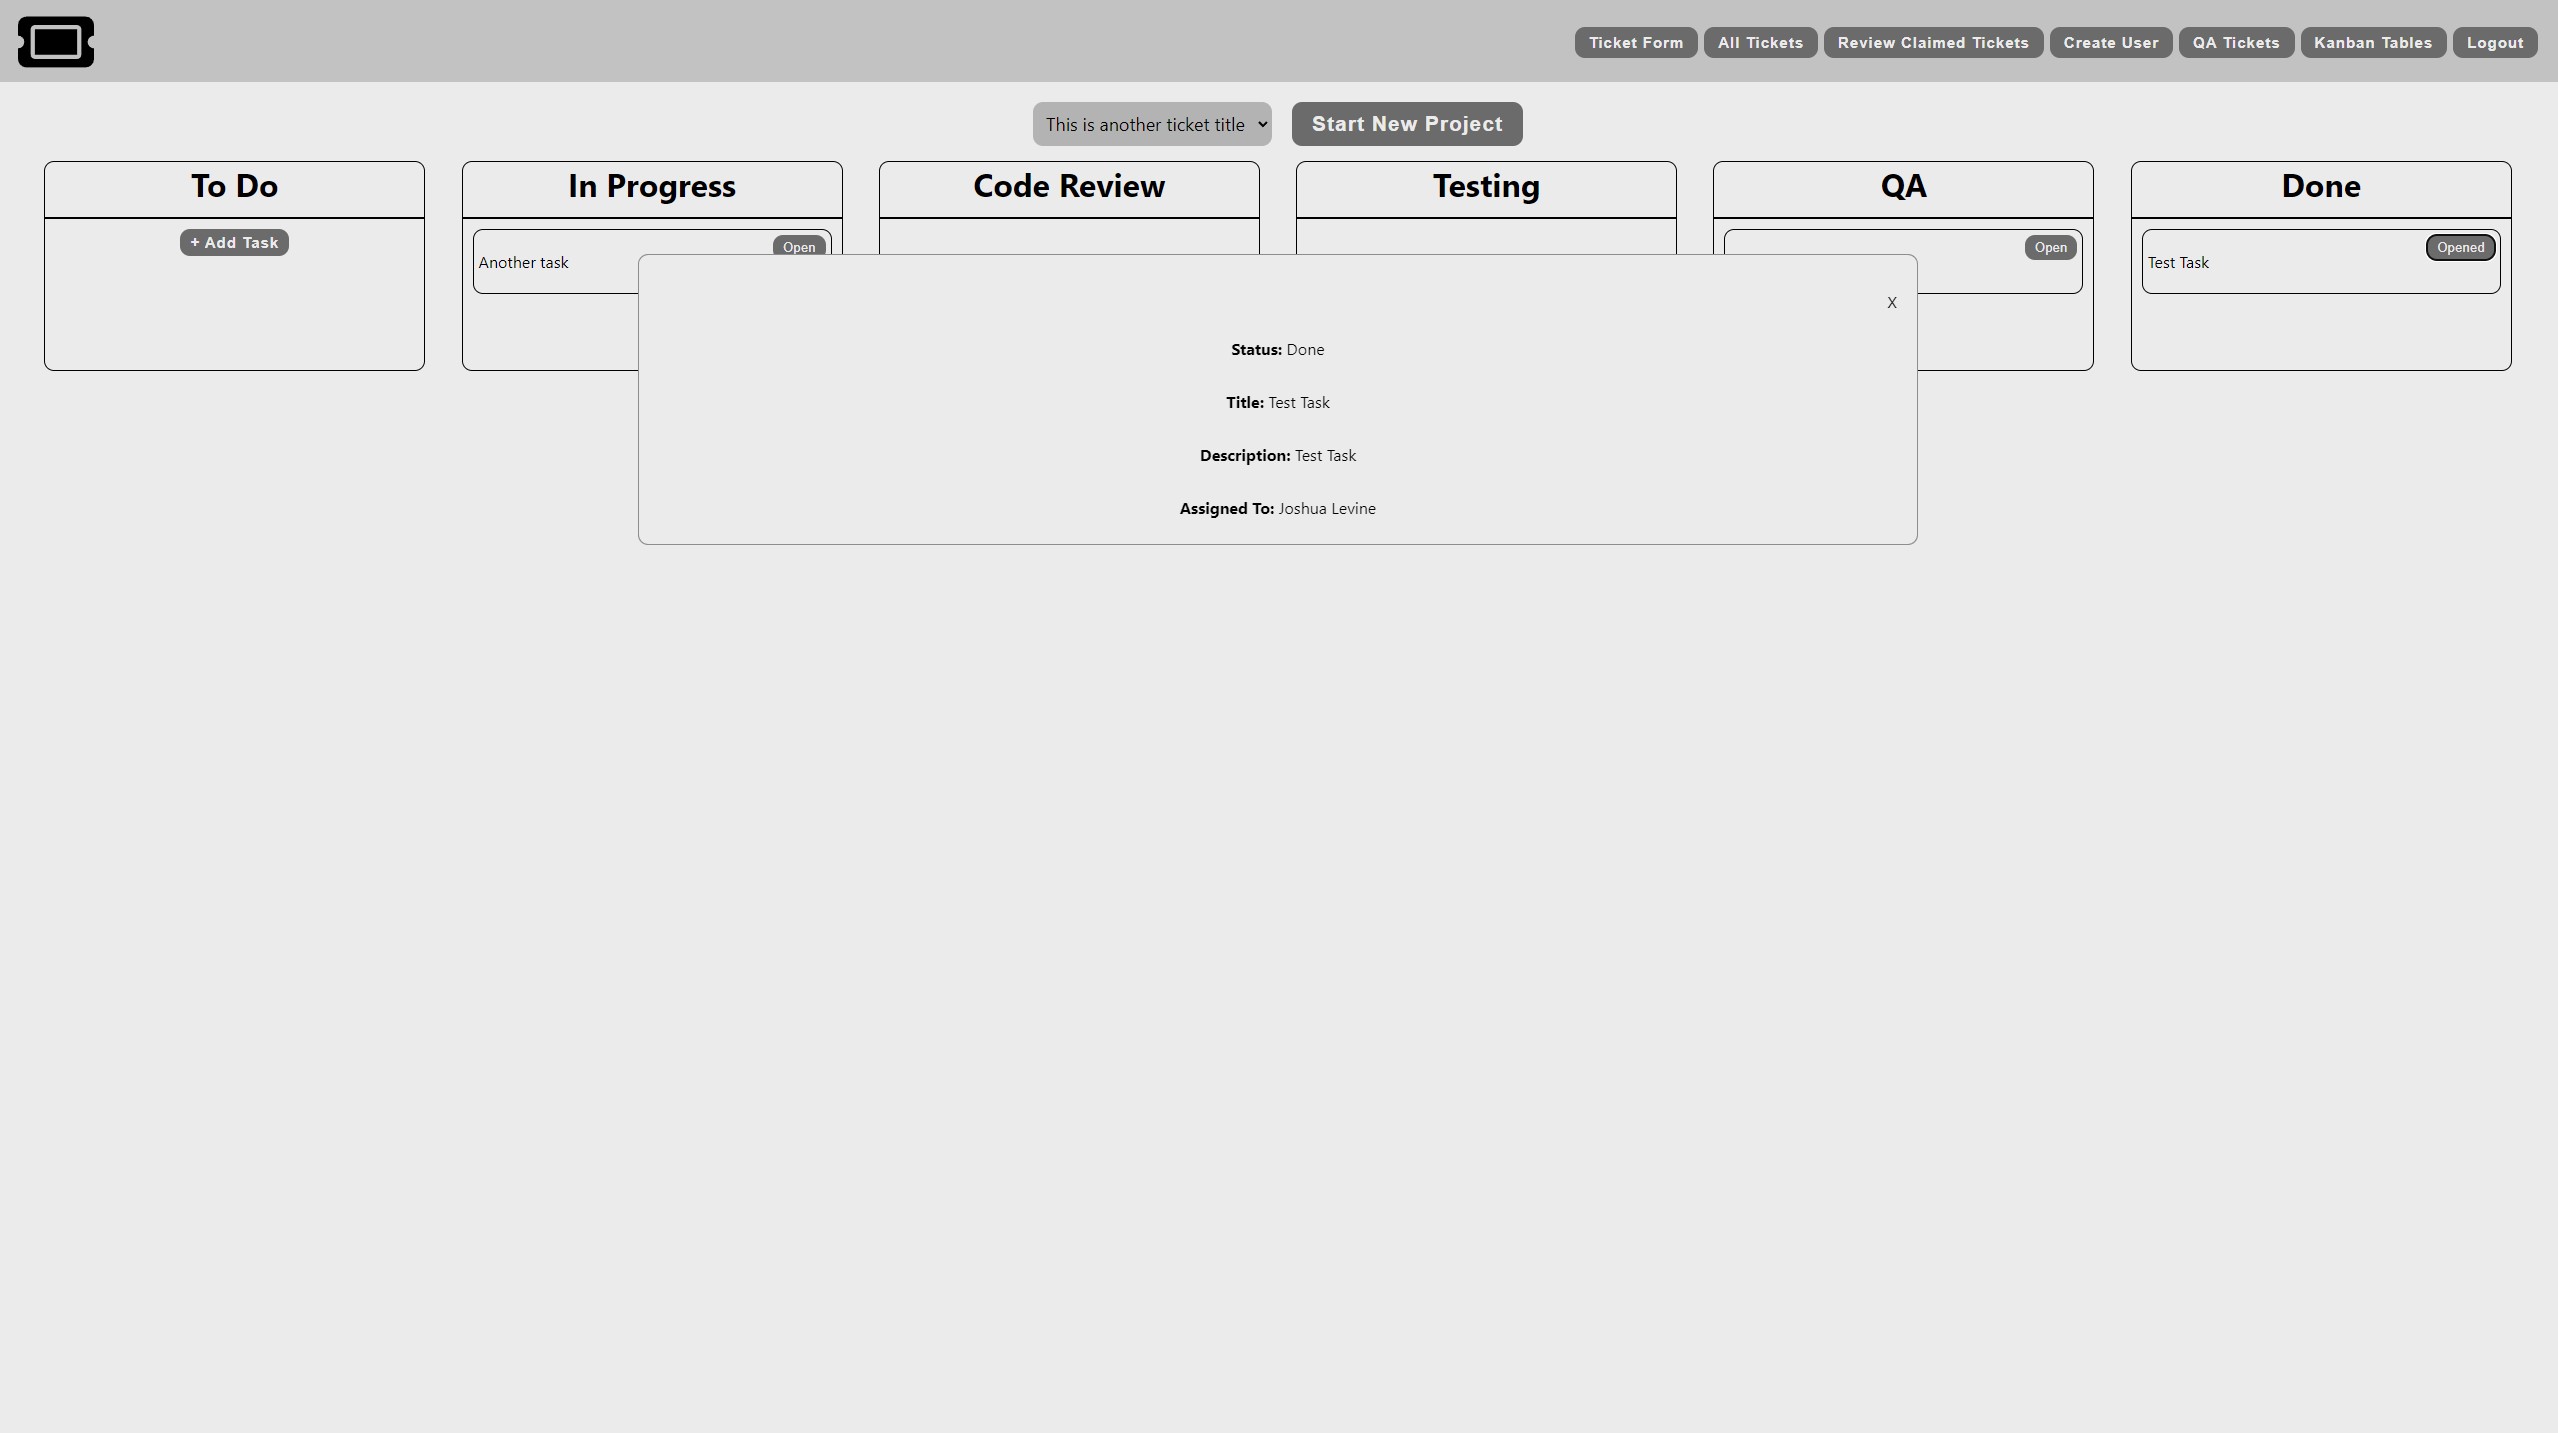 Ticket Form All Tickets Review Claimed Tickets Create User QA Tickets Kanban Tables Logout
This is another ticket title Start New Project
To Do In Progress Code Review Testing QA Done
+ Add Task
Open
Another task
Open
Opened
Test Task
X
Status: Done
Title: Test Task
Description: Test Task
Assigned To: Joshua Levine